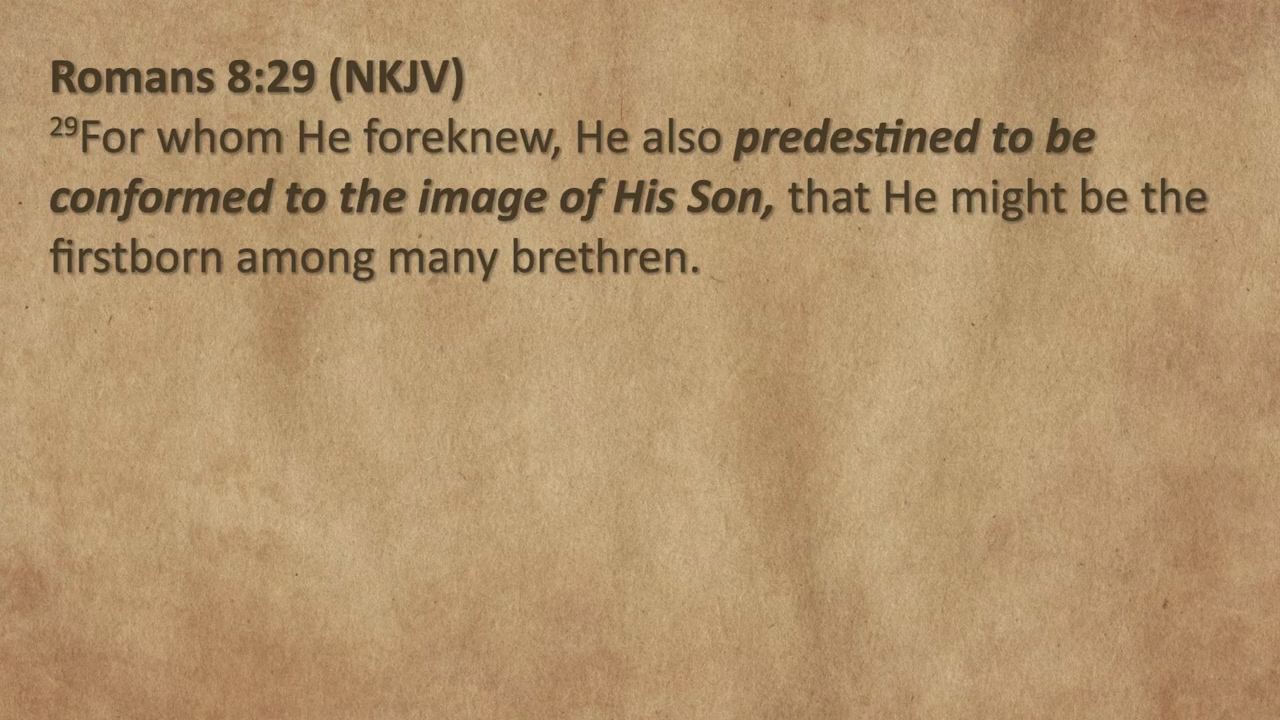 Romans 8:29 (NKJV)
29For whom He foreknew, He also predestined to be
conformed to the image of His Son, that He might be the
firstborn among many brethren.